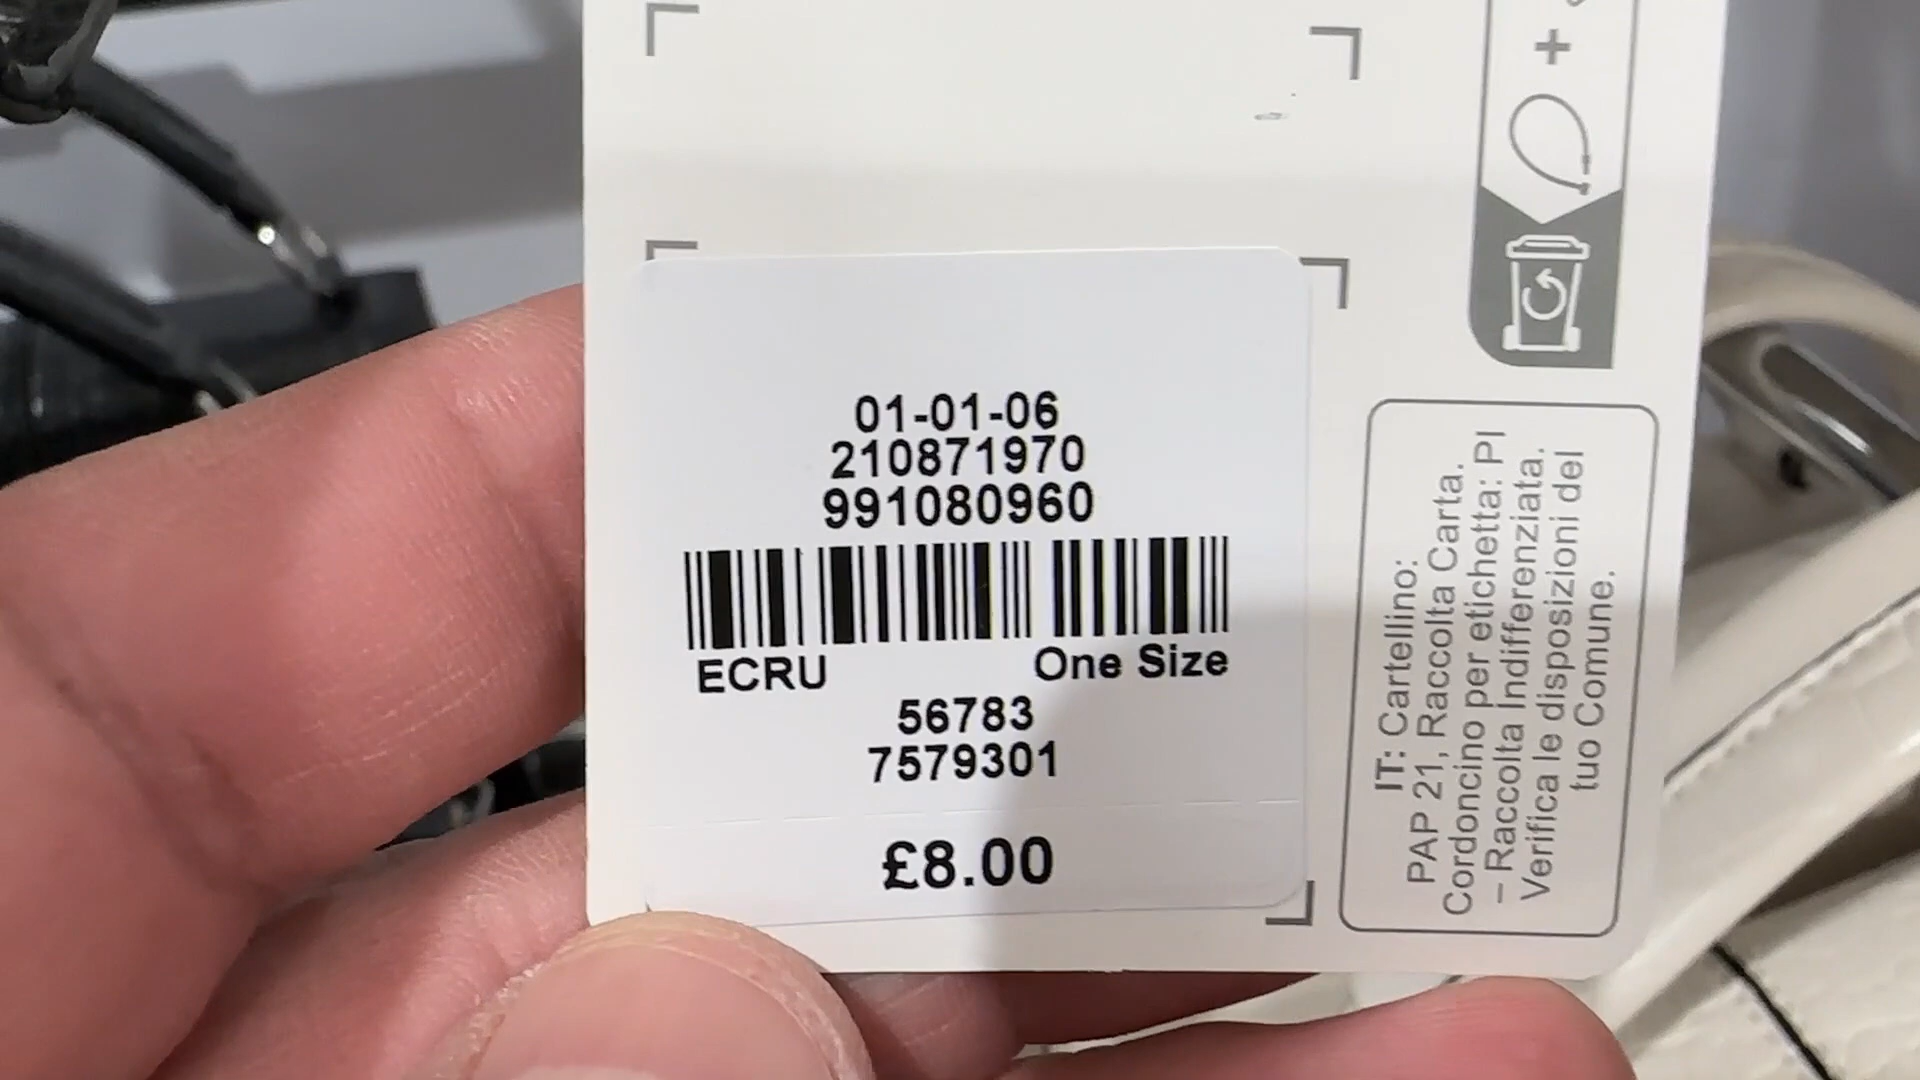 01-01-06
210871970
991080960
ECRU One Size
56783
7579301
£8.00
IT: Cartellino:
PAP 21, Raccolta Carta.
Cordoncino per etichetta: PI
– Raccolta Indifferenziata.
Verifica le disposizioni del
tuo Comune.
+